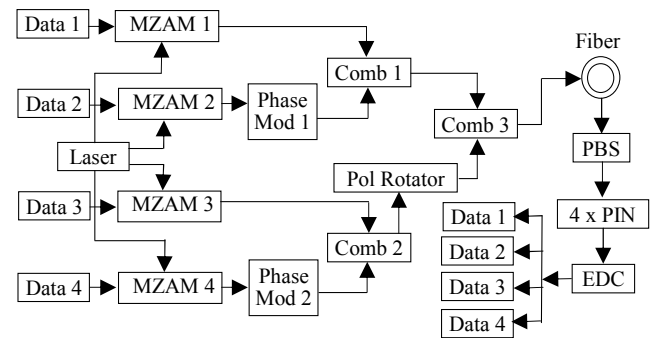 Data 1
MZAM 1
Fiber
Comb 1
Data 2
MZAM 2
Phase
Mod 1
Comb 3
PBS
Laser
Pol Rotator
Data 3
MZAM 3
Data 1
4 x PIN
Comb 2
Data 2
Data 4
MZAM 4
Phase
Mod 2
Data 3
EDC
Data 4